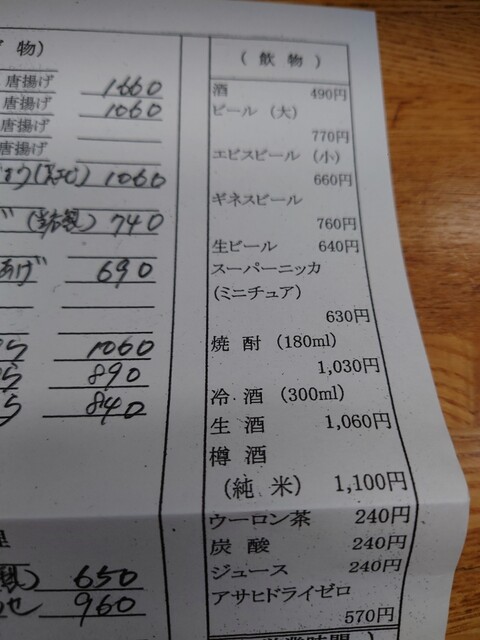 物)
唐揚げ 1660
唐揚げ 1060
唐揚げ
唐揚げ
1060
740
あげ 690
1060
890
840
理
650
せ 960
(飲 物)
酒 490円
ビール (大)
770円
エビスビール (小)
660円
ギネスビール
760円
生ビール 640円
スーパーニッカ
(ミニチュア)
630円
焼 酎 (180ml)
1,030円
冷 酒 (300ml)
生 酒 1,060円
樽 酒
(純 米) 1,100円
ウーロン茶 240円
炭 酸 240円
ジュース 240円
アサヒドライゼロ
570円